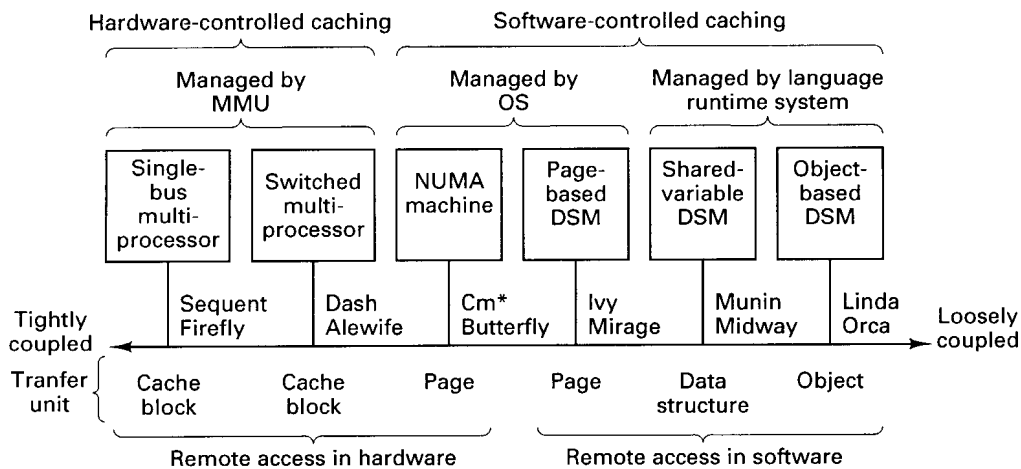 Hardware-controlled caching
Software-controlled caching
Managed by
MMU
Managed by
OS
Managed by language
runtime system
Single-
bus
multi-
processor
Switched
multi-
processor
NUMA
machine
Page-
based
DSM
Shared-
variable
DSM
Object-
based
DSM
Tightly
coupled
Sequent
Firefly
Dash
Alewife
Cm*
Butterfly
Ivy
Mirage
Munin
Midway
Linda
Orca
Loosely
coupled
Tranfer
unit
Cache
block
Cache
block
Page
Page
Data
structure
Object
Remote access in hardware
Remote access in software